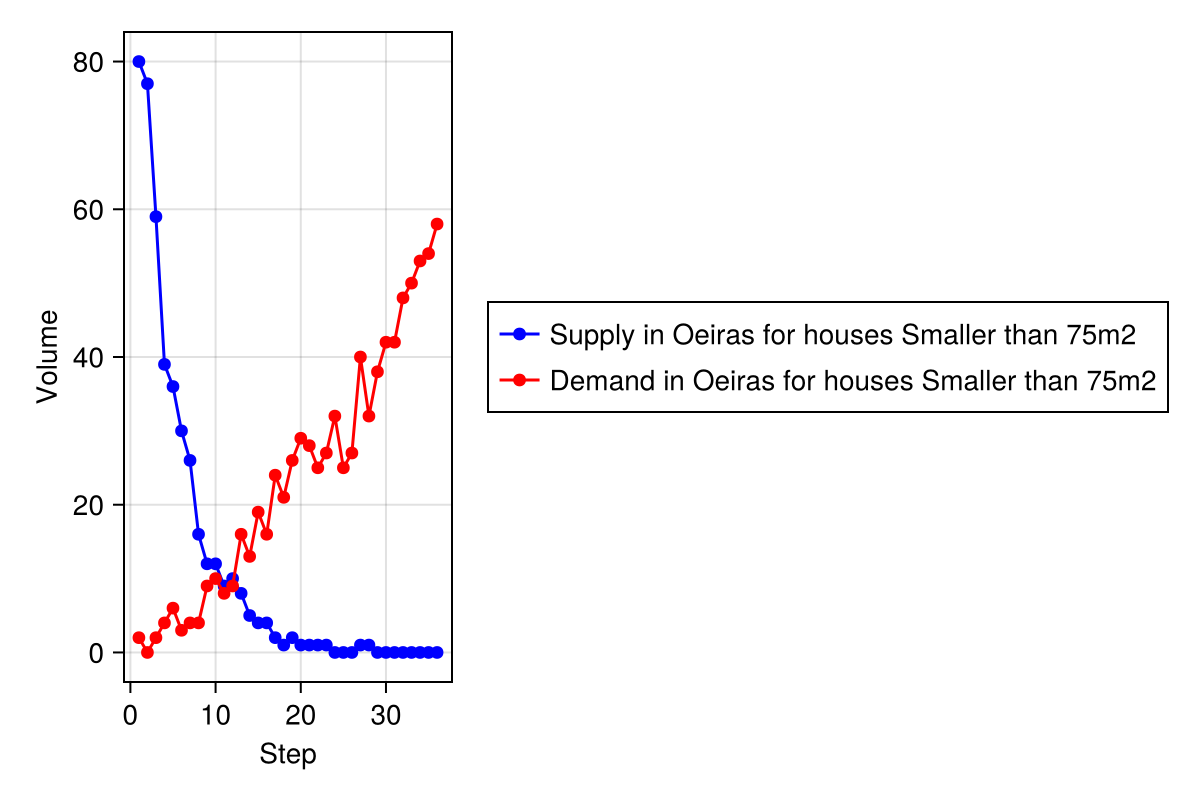 80
60
40
20
0
Volume
0 10 20 30
Step
Supply in Oeiras for houses Smaller than 75m2
Demand in Oeiras for houses Smaller than 75m2